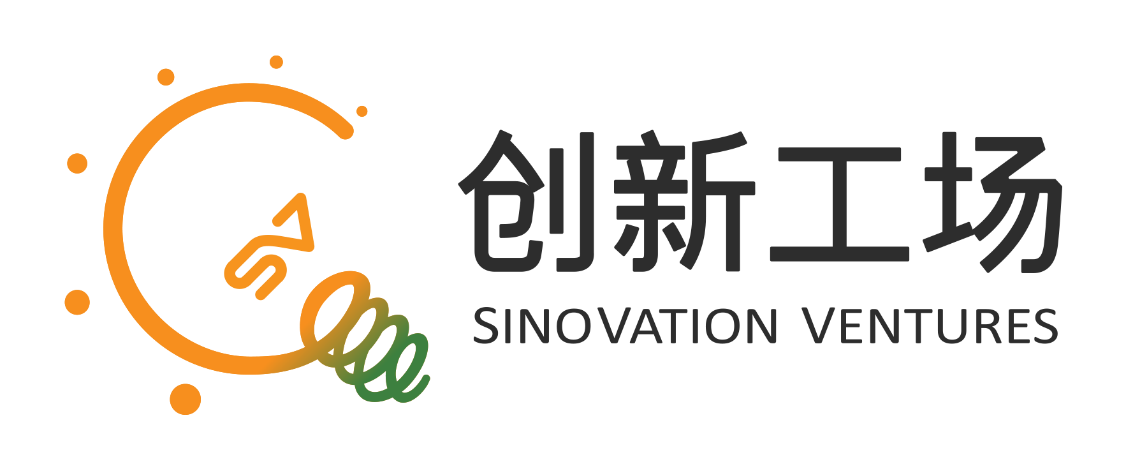 创新工场
SINOVATION VENTURES